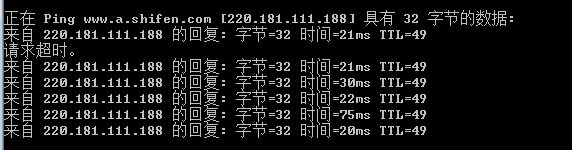 正在 Ping www.a.shifen.com [220.181.111.188] 具有 32 字节的数据:
来自 220.181.111.188 的回复: 字节=32 时间=21ms TTL=49
请求超时。
来自 220.181.111.188 的回复: 字节=32 时间=21ms TTL=49
来自 220.181.111.188 的回复: 字节=32 时间=30ms TTL=49
来自 220.181.111.188 的回复: 字节=32 时间=22ms TTL=49
来自 220.181.111.188 的回复: 字节=32 时间=75ms TTL=49
来自 220.181.111.188 的回复: 字节=32 时间=20ms TTL=49